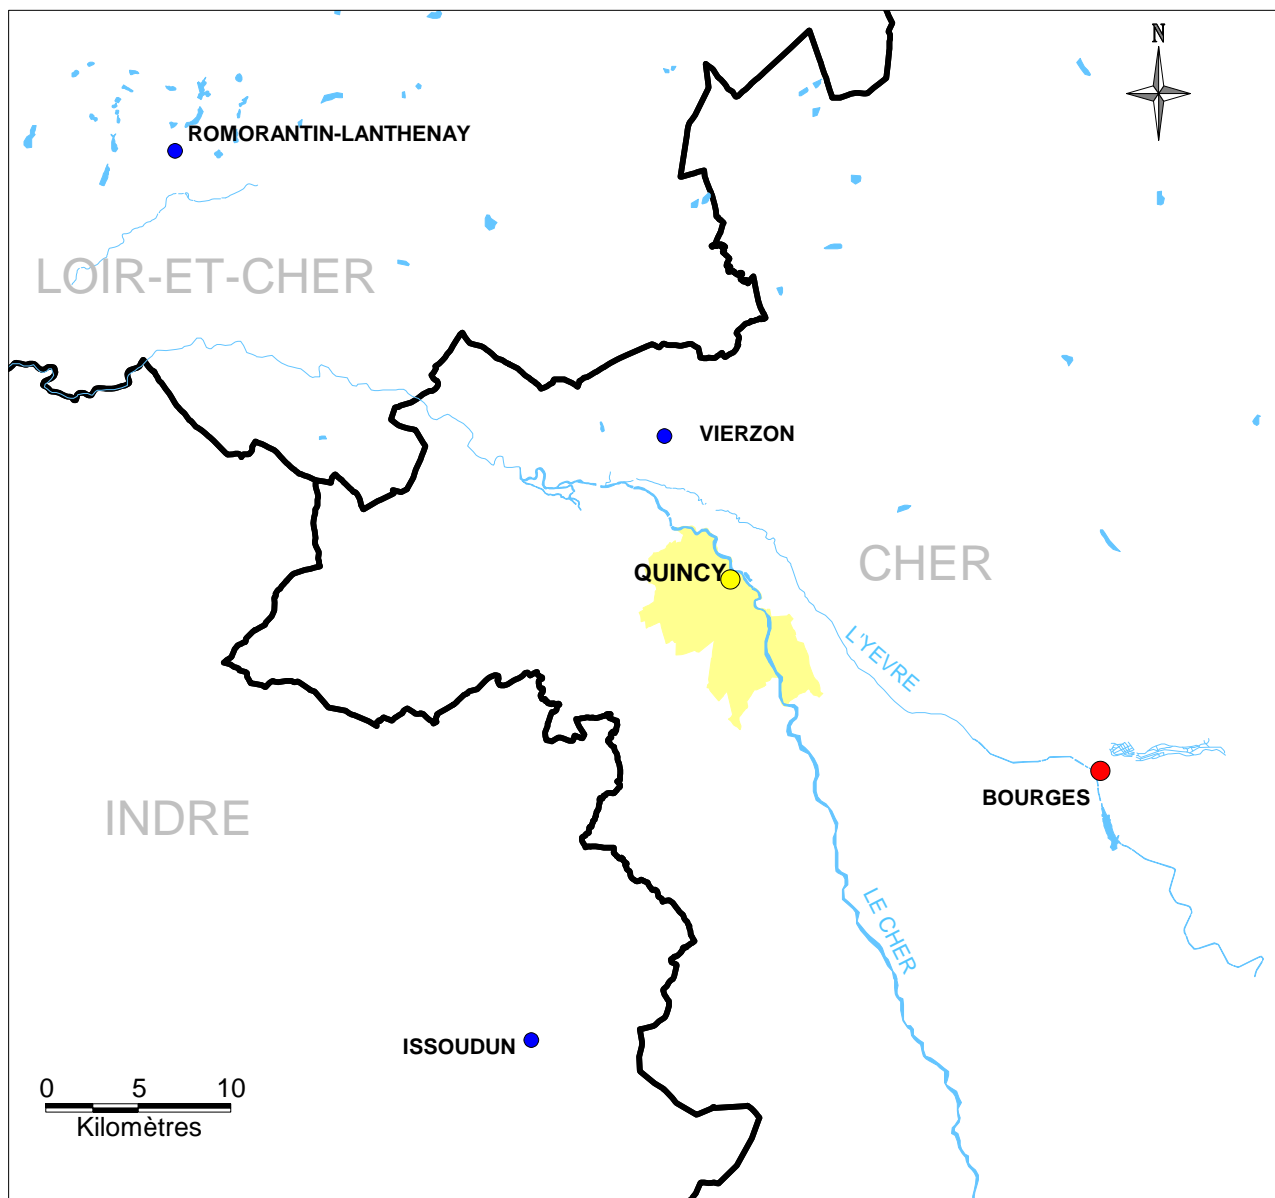 N
ROMORANTIN-LANTHENAY
LOIR-ET-CHER
VIERZON
CHER
QUINCY
L'YEVRE
BOURGES
INDRE
LE CHER
ISSOUDUN
0 5 10
Kilomètres